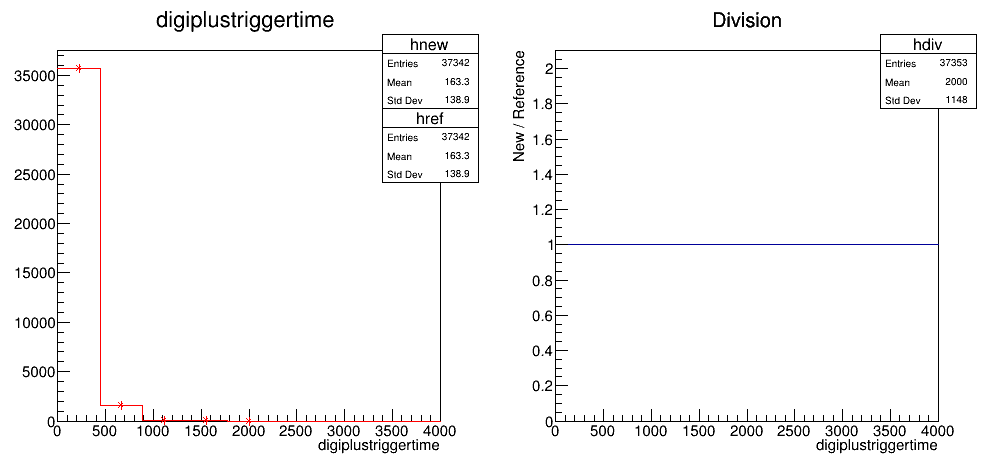 digiplustriggertime
hnew
Entries 37342
Mean 163.3
Std Dev 138.9
href
Entries 37342
Mean 163.3
Std Dev 138.9
35000
30000
25000
20000
15000
10000
5000
0
0 500 1000 1500 2000 2500 3000 3500 4000
digiplustriggertime
Division
hdiv
Entries 37353
Mean 2000
Std Dev 1148
New / Reference
2
1.8
1.6
1.4
1.2
1
0.8
0.6
0.4
0.2
0
0 500 1000 1500 2000 2500 3000 3500 4000
digiplustriggertime